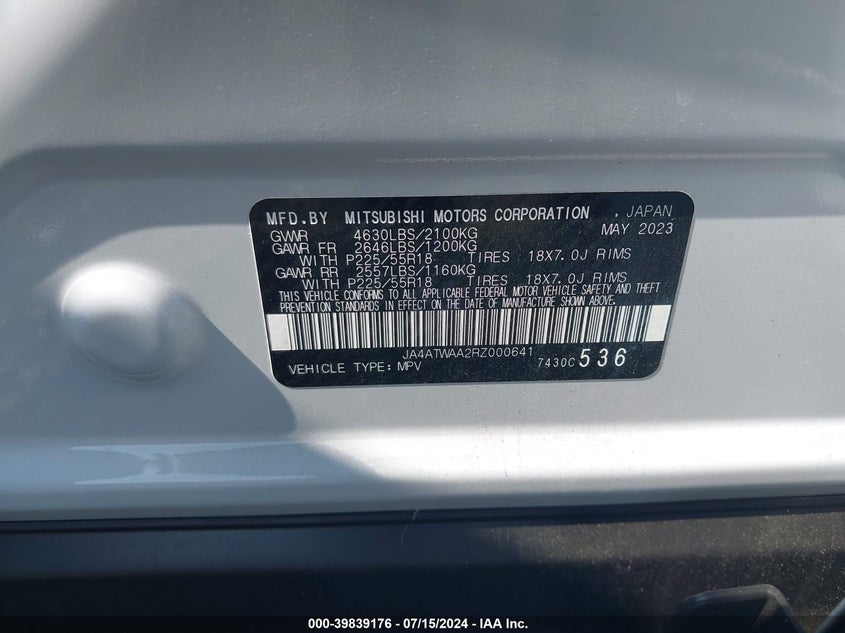 MFD.BY MITSUBISHI MOTORS CORPORATION . JAPAN
GVWR 4630LBS/2100KG MAY 2023
GAWR FR 2646LBS/1200KG
WITH P225/55R18 TIRES 18X7.0J RIMS
GAWR RR 2557LBS/1160KG
WITH P225/55R18 TIRES 18X7.0J RIMS
THIS VEHICLE CONFORMS TO ALL APPLICABLE FEDERAL MOTOR VEHICLE SAFETY AND THEFT
PREVENTION STANDARDS IN EFFECT ON THE DATE OF MANUFACTURE SHOWN ABOVE.
JA4ATWAA2RZ000641
VEHICLE TYPE: MPV 7430C 536
000-39839176 - 07/15/2024 - IAA Inc.